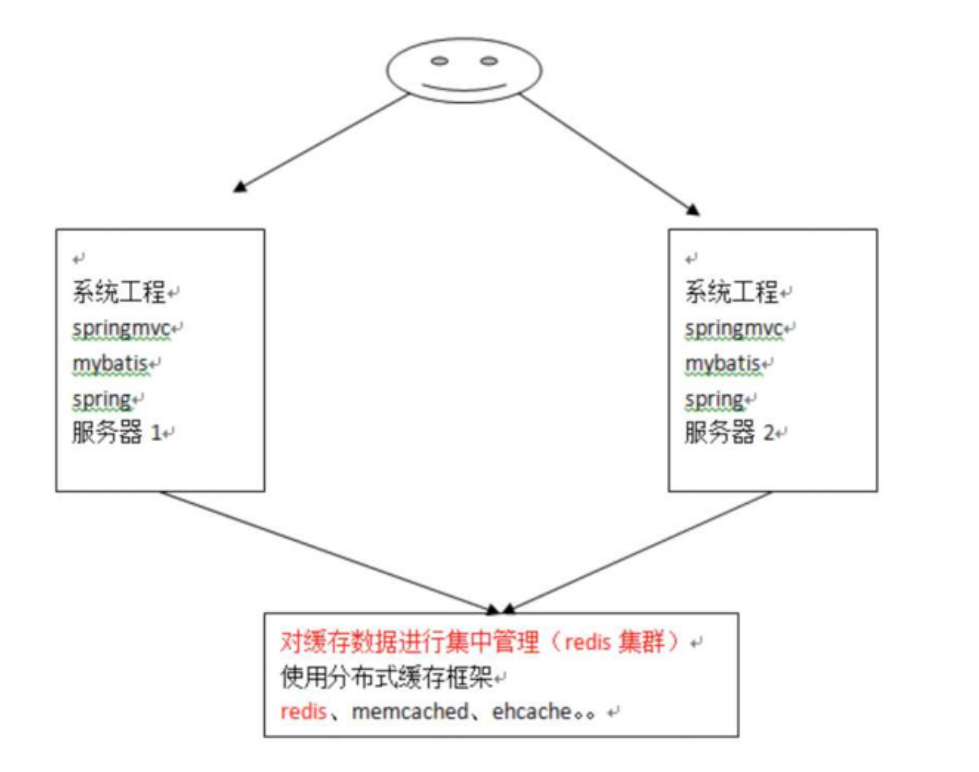 系统工程
springmvc
mybatis
spring
服务器 1
系统工程
springmvc
mybatis
spring
服务器 2
对缓存数据进行集中管理（redis 集群）
使用分布式缓存框架
redis、memcached、ehcache。。